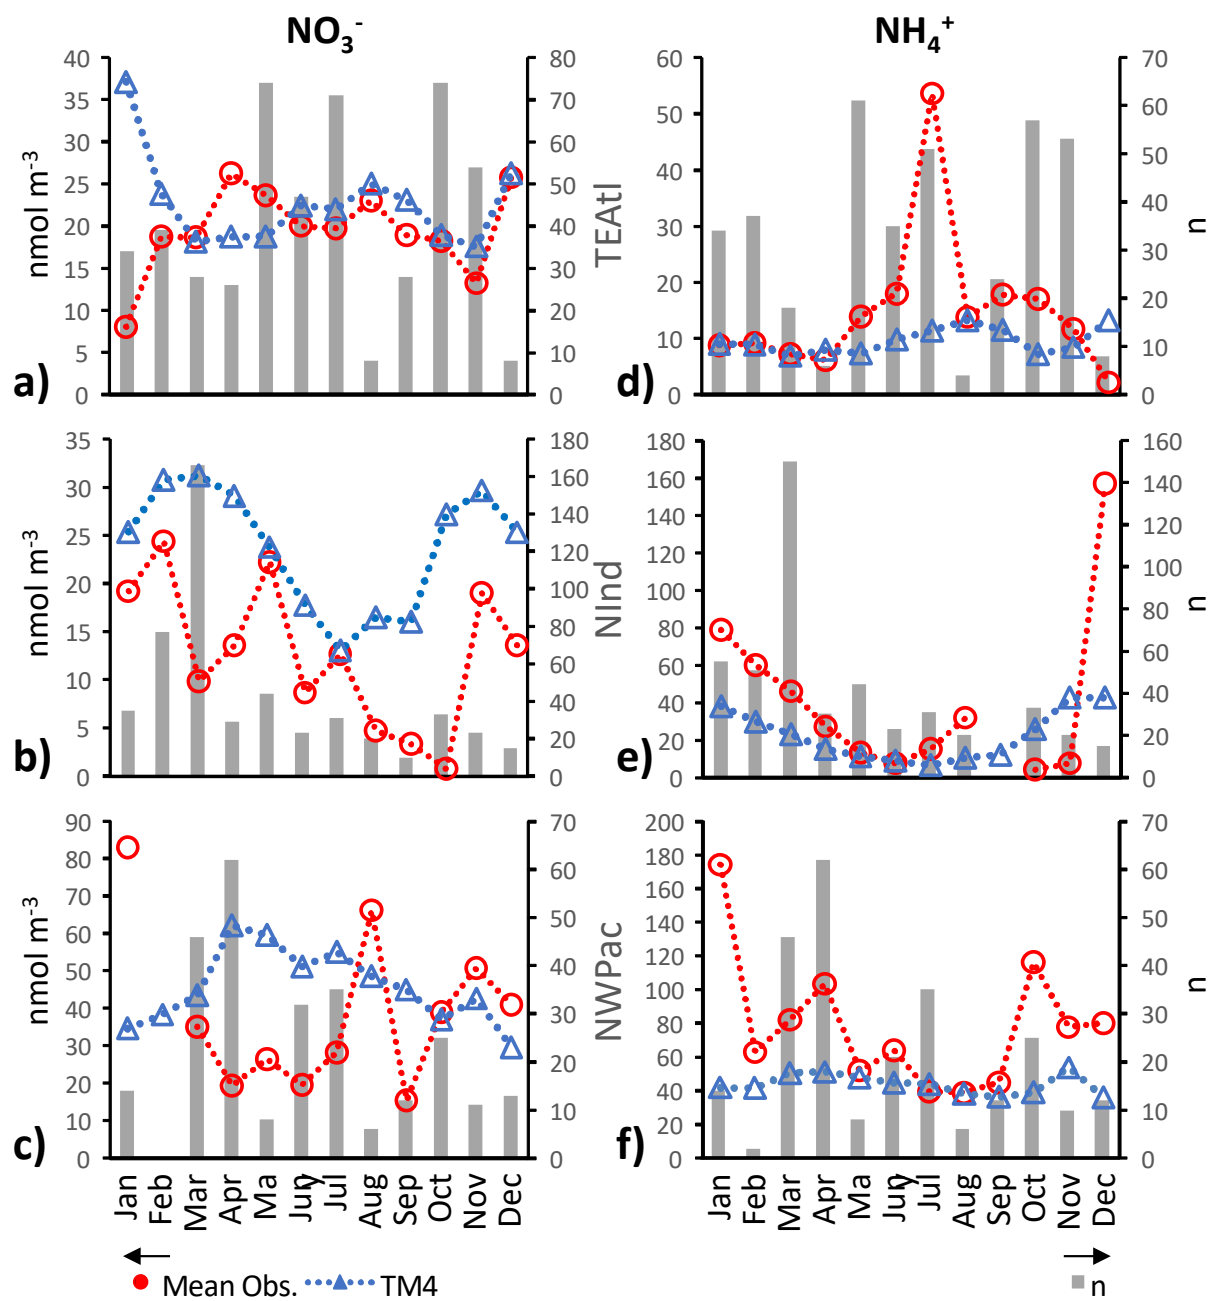 NO₃⁻ NH₄⁺
40 80 60 70
35 70 50 60
30 60 40 50
25 50 30 40
20 40 20 30
15 30 10 20
10 20 0 10
5 10 0
0 0
nmol m⁻³ TEAtl n
a) d)
35 180 180 160
30 160 160 140
25 140 140 120
20 120 120 100
15 100 100 80
10 80 80 60
5 60 60 40
0 40 40 20
20 20 0
0 0
nmol m⁻³ NInd n
b) e)
90 70 200 70
80 60 180 60
70 50 160 50
60 40 140 40
50 30 120 30
40 20 100 20
30 10 80 10
20 0 60 0
10 40
0 20
0
nmol m⁻³ NWPac n
c) f)
Jan Feb Mar Apr May Jun Jul Aug Sep Oct Nov Dec
Jan Feb Mar Apr May Jun Jul Aug Sep Oct Nov Dec
Mean Obs. TM4 n